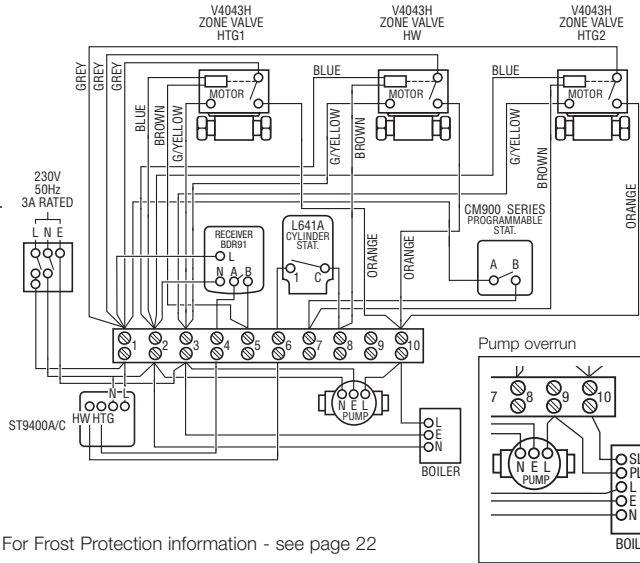 V4043H
ZONE VALVE
HTG1
V4043H
ZONE VALVE
HW
V4043H
ZONE VALVE
HTG2
GREY
GREY
GREY
BLUE
BROWN
G/YELLOW
MOTOR
BLUE
MOTOR
G/YELLOW
BROWN
BLUE
MOTOR
G/YELLOW
BROWN
ORANGE
230V
50Hz
3A RATED
L N E
RECEIVER
BDR91
L
N A B
L641A
CYLINDER
STAT.
1 C
ORANGE
ORANGE
CM900 SERIES
PROGRAMMABLE
STAT.
A B
1 2 3 4 5 6 7 8 9 10
ST9400A/C
N L
HW HTG
N E L
PUMP
L
E
N
BOILER
Pump overrun
7 8 9 10
N E L
PUMP
SL
PL
L
E
N
BOIL
For Frost Protection information - see page 22